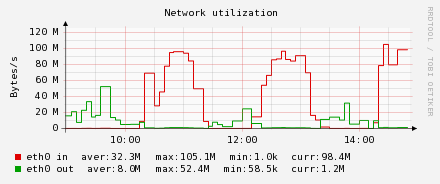 Network utilization
RRDTOOL / TOBI OETIKER
Bytes/s
120 M
100 M
80 M
60 M
40 M
20 M
0
10:00 12:00 14:00
eth0 in aver:32.3M max:105.1M min:1.0k curr:98.4M
eth0 out aver:8.0M max:52.4M min:58.5k curr:1.2M